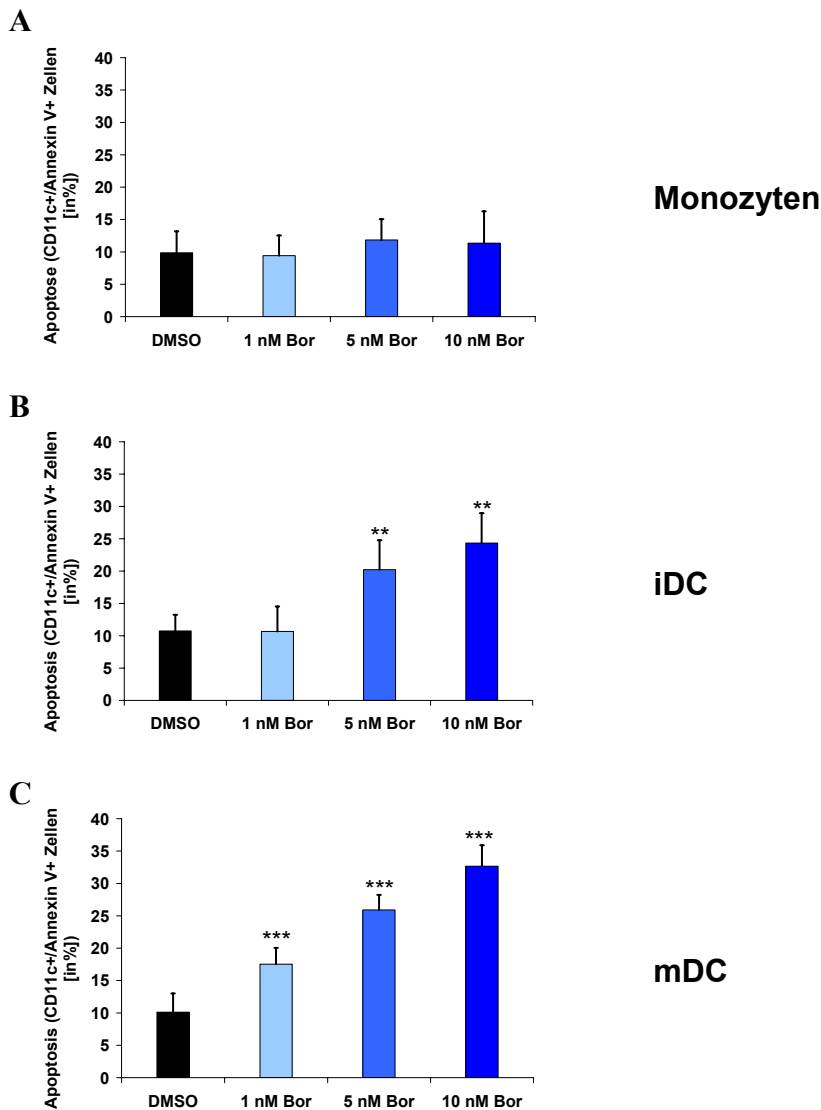 A
Apoptose (CD11c+/Annexin V+ Zellen
[in%])
40
35
30
25
20
15
10
5
0
DMSO
1 nM Bor
5 nM Bor
10 nM Bor
Monozyten
B
Apoptosis (CD11c+/Annexin V+ Zellen
[in%])
40
35
30
25
20
15
10
5
0
**
**
DMSO
1 nM Bor
5 nM Bor
10 nM Bor
iDC
C
Apoptosis (CD11c+/Annexin V+ Zellen
[in%])
40
35
30
25
20
15
10
5
0
***
***
***
DMSO
1 nM Bor
5 nM Bor
10 nM Bor
mDC